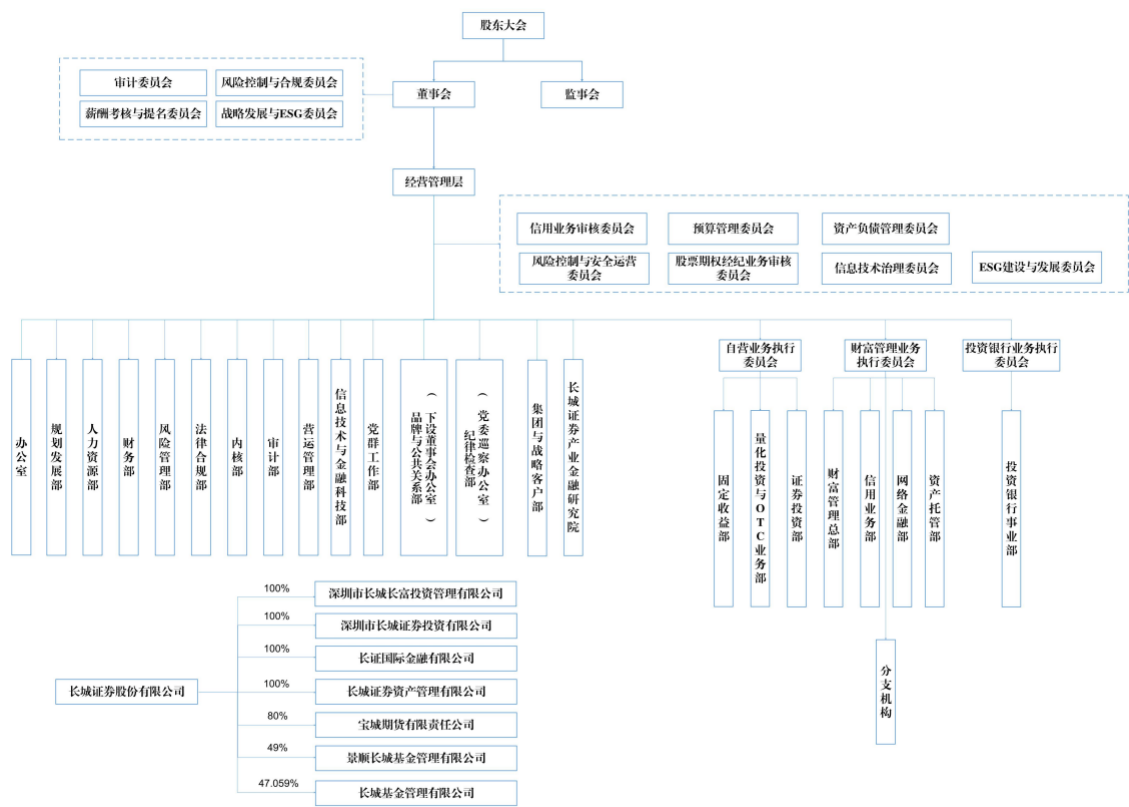 股东大会
审计委员会
风险控制与合规委员会
薪酬考核与提名委员会
战略发展与ESG委员会
董事会
监事会
经营管理层
信用业务审核委员会
预算管理委员会
资产负债管理委员会
风险控制与安全运营
委员会
股票期权经纪业务审核
委员会
信息技术治理委员会
ESG建设与发展委员会
自营业务执行
委员会
财富管理业务
执行委员会
投资银行业务执行
委员会
办公室
规划发展部
人力资源部
财务部
风险管理部
法律合规部
内核部
审计部
营运管理部
信息技术与金融科技部
党群工作部
品牌与公共关系部
(下设董事会办公室)
纪律检查部
(党委巡察办公室)
集团与战略客户部
长城证券产业金融研究院
固定收益部
量化投资与OTC业务部
证券投资部
财富管理总部
信用业务部
网络金融部
资产托管部
投资银行事业部
分支机构
长城证券股份有限公司
100%
深圳市长城长富投资管理有限公司
100%
深圳市长城证券投资有限公司
100%
长证国际金融有限公司
100%
长城证券资产管理有限公司
80%
宝城期货有限责任公司
49%
景顺长城基金管理有限公司
47.059%
长城基金管理有限公司